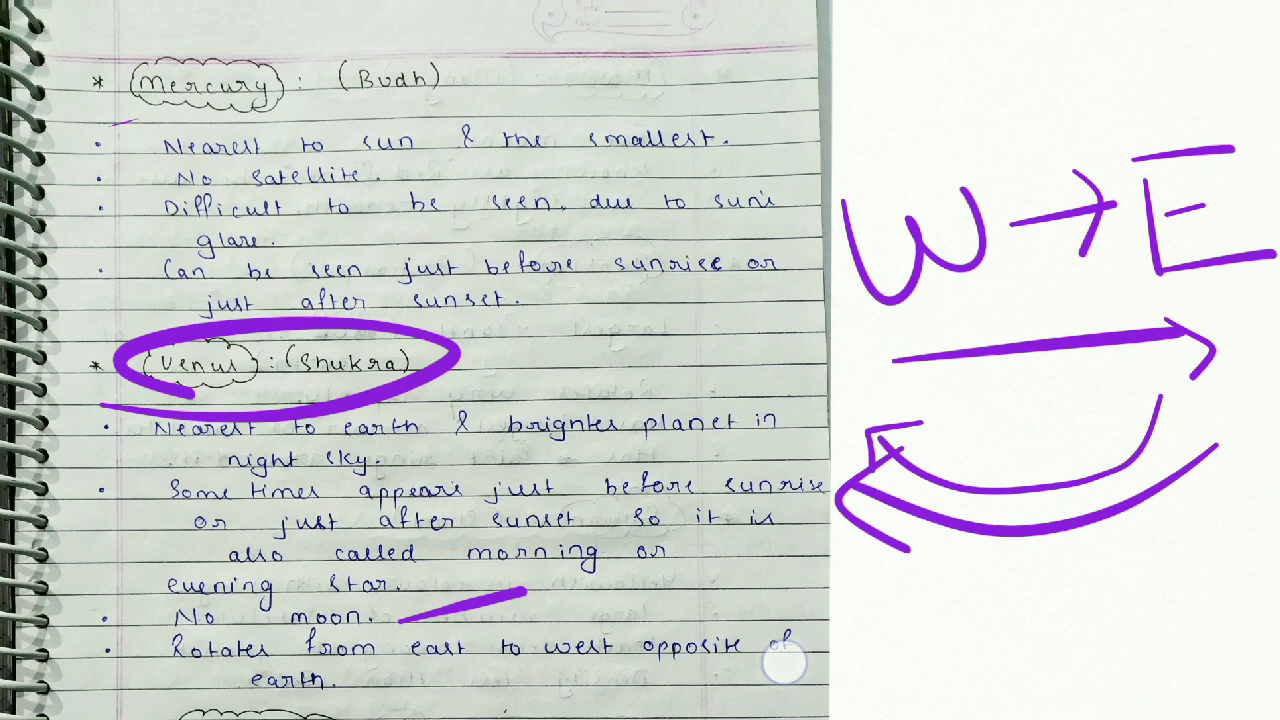 * Mercury : (Budh)
• Nearest to sun & the smallest.
• No satellite.
• Difficult to be seen, due to sun's
glare.
• Can be seen just before sunrise or
just after sunset.
* Venus : (Shukra)
• Nearest to earth & brightes planet in
night sky.
• Some times appears just before sunrise
or just after sunset so it is
also called morning or
evening star.
• No moon.
• Rotates from east to west opposite of
earth.
W → E